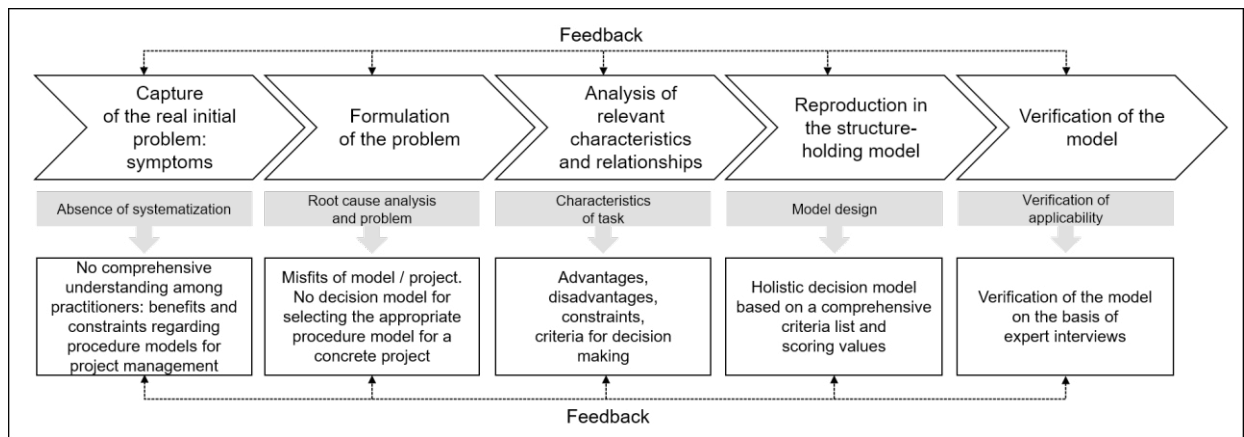 Feedback
Capture
of the real initial
problem:
symptoms
Formulation
of the problem
Analysis of
relevant
characteristics
and relationships
Reproduction in
the structure-
holding model
Verification of the
model
Absence of systematization
Root cause analysis
and problem
Characteristics
of task
Model design
Verification of
applicability
No comprehensive
understanding among
practitioners: benefits and
constraints regarding
procedure models for
project management
Misfits of model / project.
No decision model for
selecting the appropriate
procedure model for a
concrete project
Advantages,
disadvantages,
constraints,
criteria for decision
making
Holistic decision model
based on a comprehensive
criteria list and
scoring values
Verification of the model
on the basis of
expert interviews
Feedback